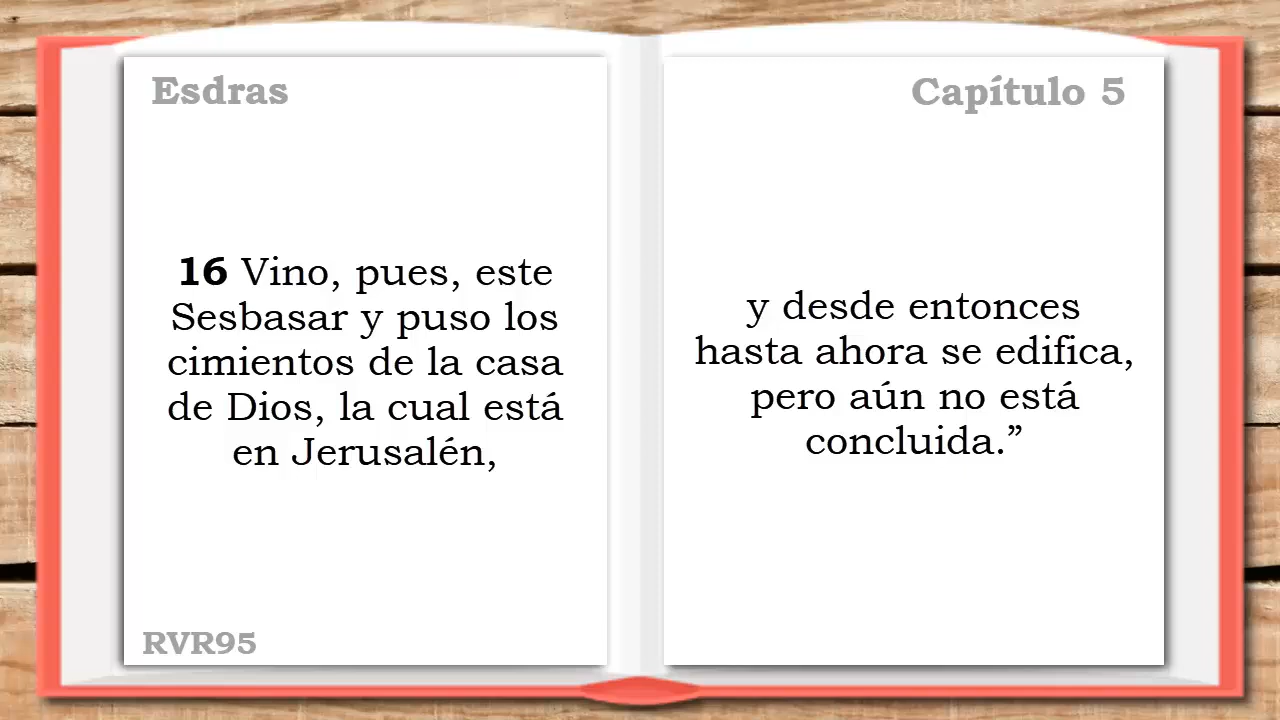 Esdras
16 Vino, pues, este
Sesbasar y puso los
cimientos de la casa
de Dios, la cual está
en Jerusalén,
RVR95
Capítulo 5
y desde entonces
hasta ahora se edifica,
pero aún no está
concluida.”